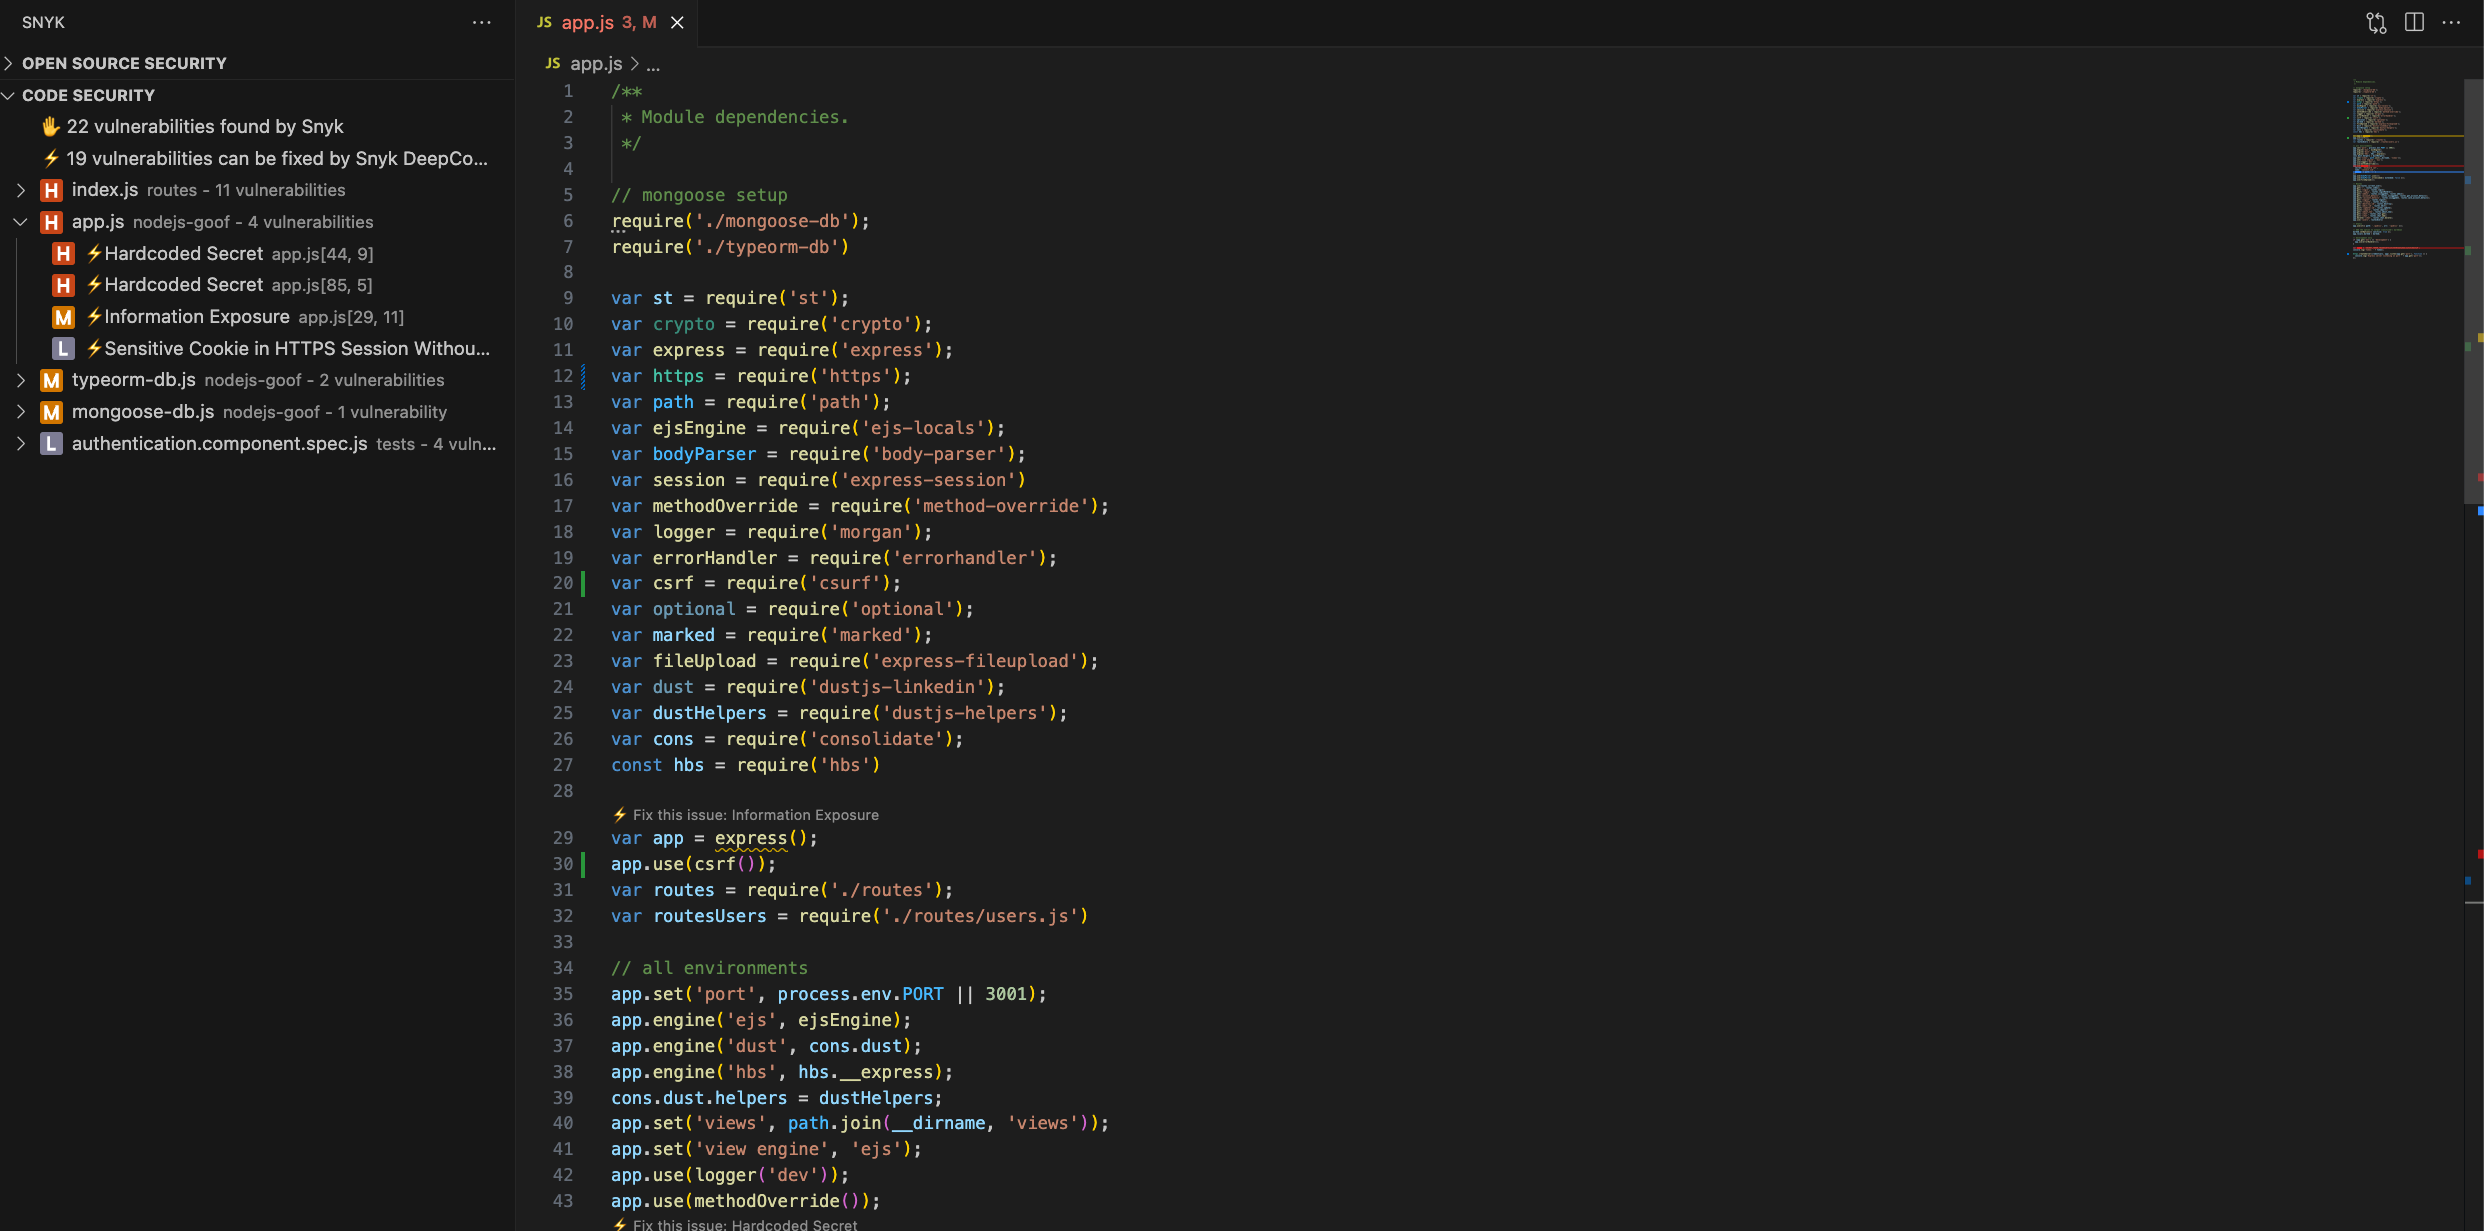 SNYK
OPEN SOURCE SECURITY
CODE SECURITY
22 vulnerabilities found by Snyk
⚡19 vulnerabilities can be fixed by Snyk DeepCo...
H index.js routes - 11 vulnerabilities
H app.js nodejs-goof - 4 vulnerabilities
H ⚡Hardcoded Secret app.js[44, 9]
H ⚡Hardcoded Secret app.js[85, 5]
M ⚡Information Exposure app.js[29, 11]
L ⚡Sensitive Cookie in HTTPS Session Withou...
M typeorm-db.js nodejs-goof - 2 vulnerabilities
M mongoose-db.js nodejs-goof - 1 vulnerability
L authentication.component.spec.js tests - 4 vuln...
JS app.js 3, M
JS app.js > ...
1 /**
2  * Module dependencies.
3  */
4
5 // mongoose setup
6 require('./mongoose-db');
7 require('./typeorm-db')
8
9 var st = require('st');
10 var crypto = require('crypto');
11 var express = require('express');
12 var https = require('https');
13 var path = require('path');
14 var ejsEngine = require('ejs-locals');
15 var bodyParser = require('body-parser');
16 var session = require('express-session')
17 var methodOverride = require('method-override');
18 var logger = require('morgan');
19 var errorHandler = require('errorhandler');
20 var csrf = require('csurf');
21 var optional = require('optional');
22 var marked = require('marked');
23 var fileUpload = require('express-fileupload');
24 var dust = require('dustjs-linkedin');
25 var dustHelpers = require('dustjs-helpers');
26 var cons = require('consolidate');
27 const hbs = require('hbs')
28
⚡ Fix this issue: Information Exposure
29 var app = express();
30 app.use(csrf());
31 var routes = require('./routes');
32 var routesUsers = require('./routes/users.js')
33
34 // all environments
35 app.set('port', process.env.PORT || 3001);
36 app.engine('ejs', ejsEngine);
37 app.engine('dust', cons.dust);
38 app.engine('hbs', hbs.__express);
39 cons.dust.helpers = dustHelpers;
40 app.set('views', path.join(__dirname, 'views'));
41 app.set('view engine', 'ejs');
42 app.use(logger('dev'));
43 app.use(methodOverride());
⚡ Fix this issue: Hardcoded Secret